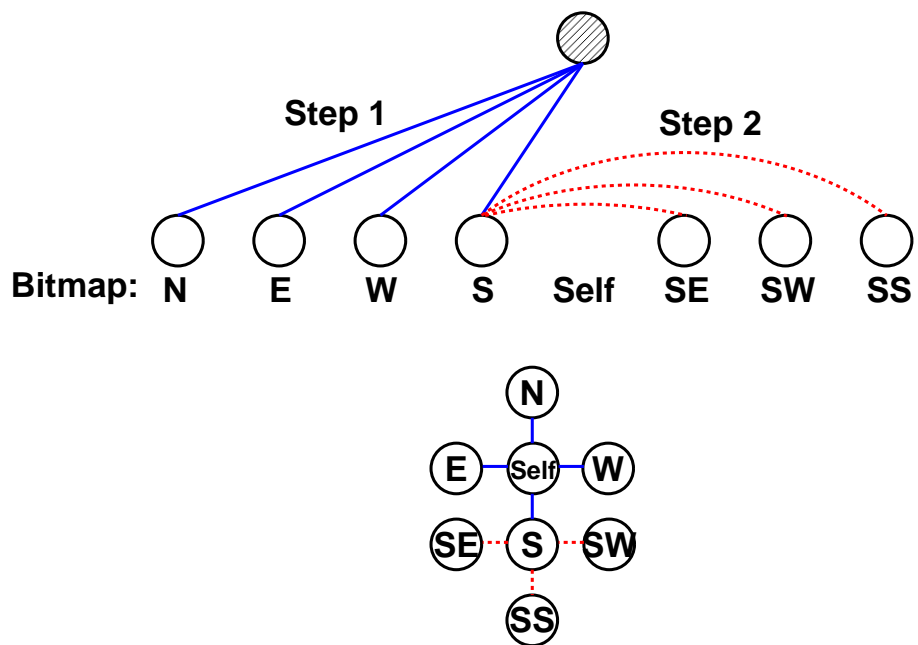 Step 1
Step 2
Bitmap: N E W S Self SE SW SS
N
E Self W
SE S SW
SS